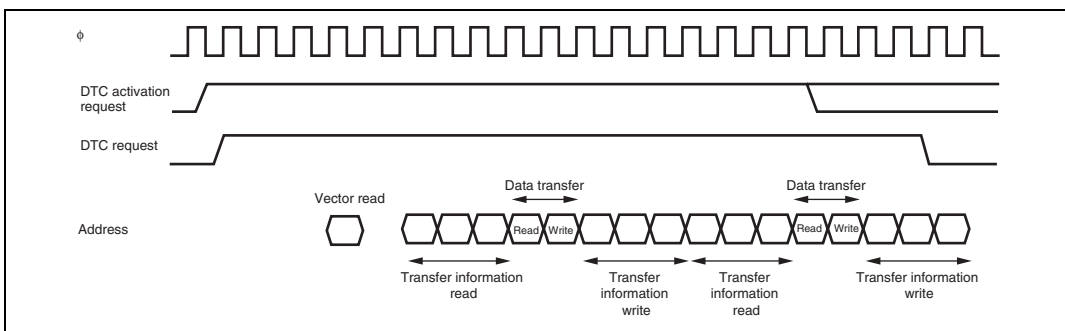 ϕ
DTC activation
request
DTC request
Data transfer
Data transfer
Vector read
Address
Read
Write
Read
Write
Transfer information
read
Transfer
information
write
Transfer
information
read
Transfer information
write